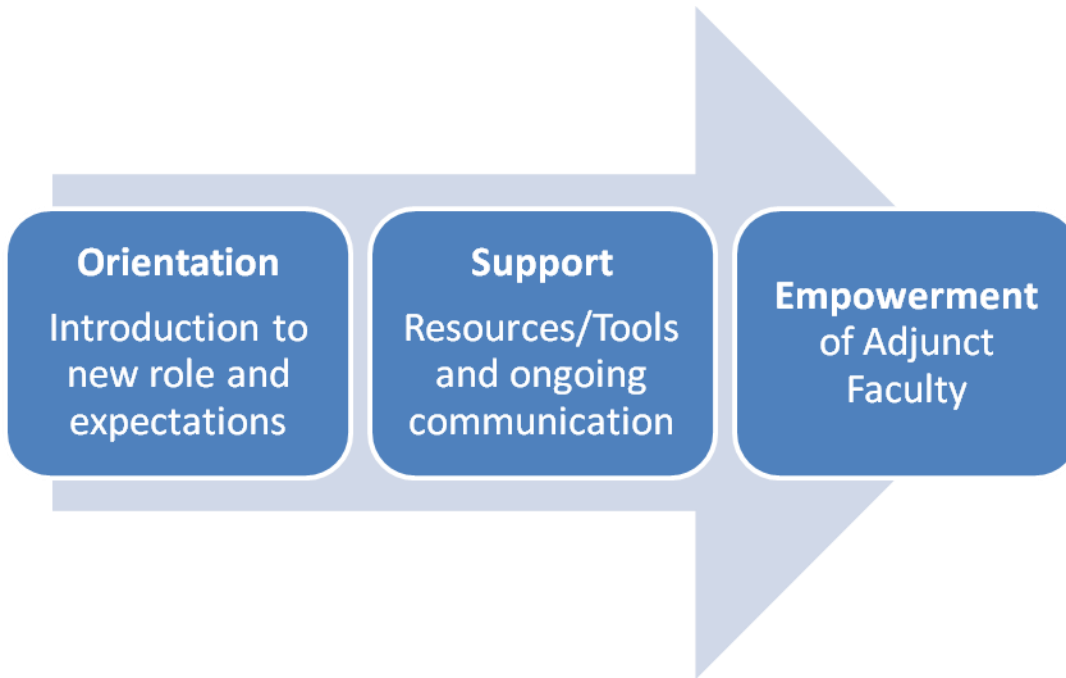 Orientation
Introduction to
new role and
expectations
Support
Resources/Tools
and ongoing
communication
Empowerment
of Adjunct
Faculty